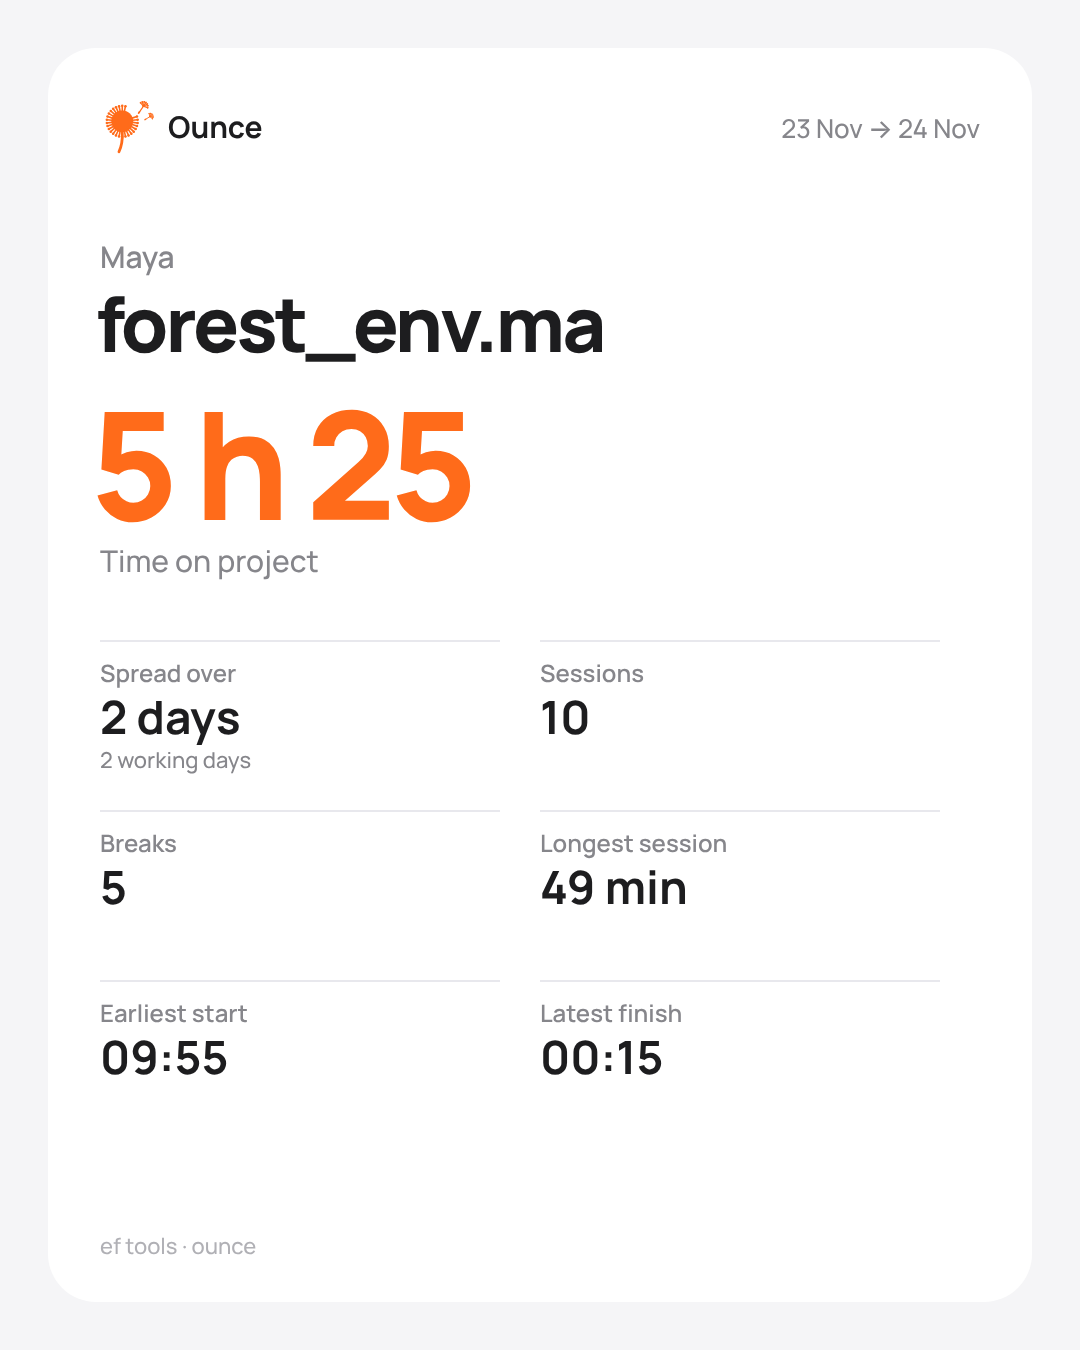 Ounce
23 Nov → 24 Nov
Maya
forest_env.ma
5 h 25
Time on project
Spread over
2 days
2 working days
Sessions
10
Breaks
5
Longest session
49 min
Earliest start
09:55
Latest finish
00:15
ef tools · ounce